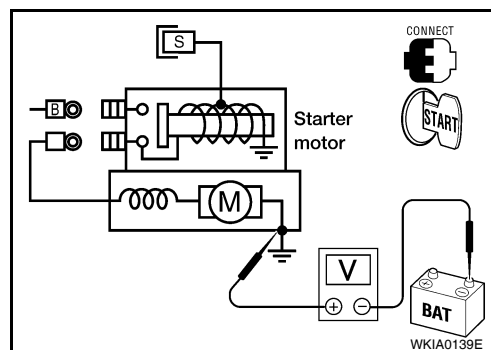 S
CONNECT
B
START
Starter
motor
M
V
+ −
+ −
BAT
WKIA0139E